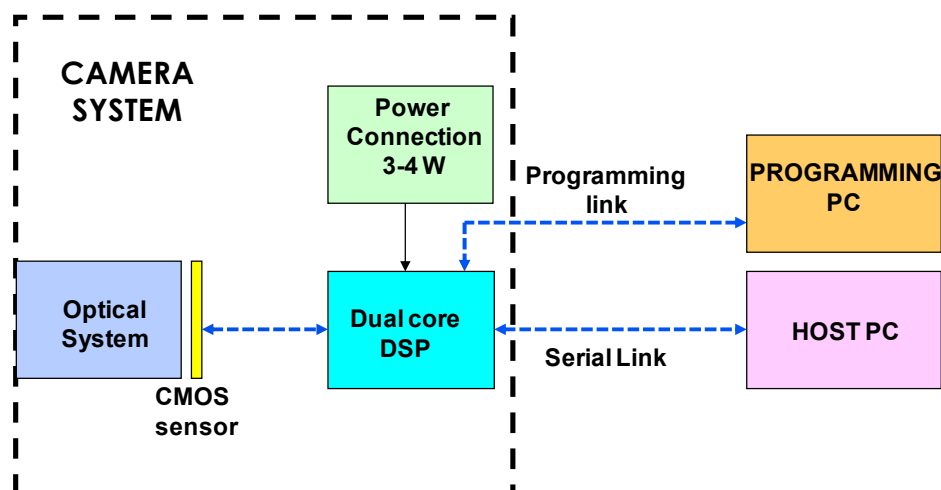 CAMERA
SYSTEM
Power
Connection
3-4 W
Programming
link
PROGRAMMING
PC
Optical
System
CMOS
sensor
Dual core
DSP
Serial Link
HOST PC